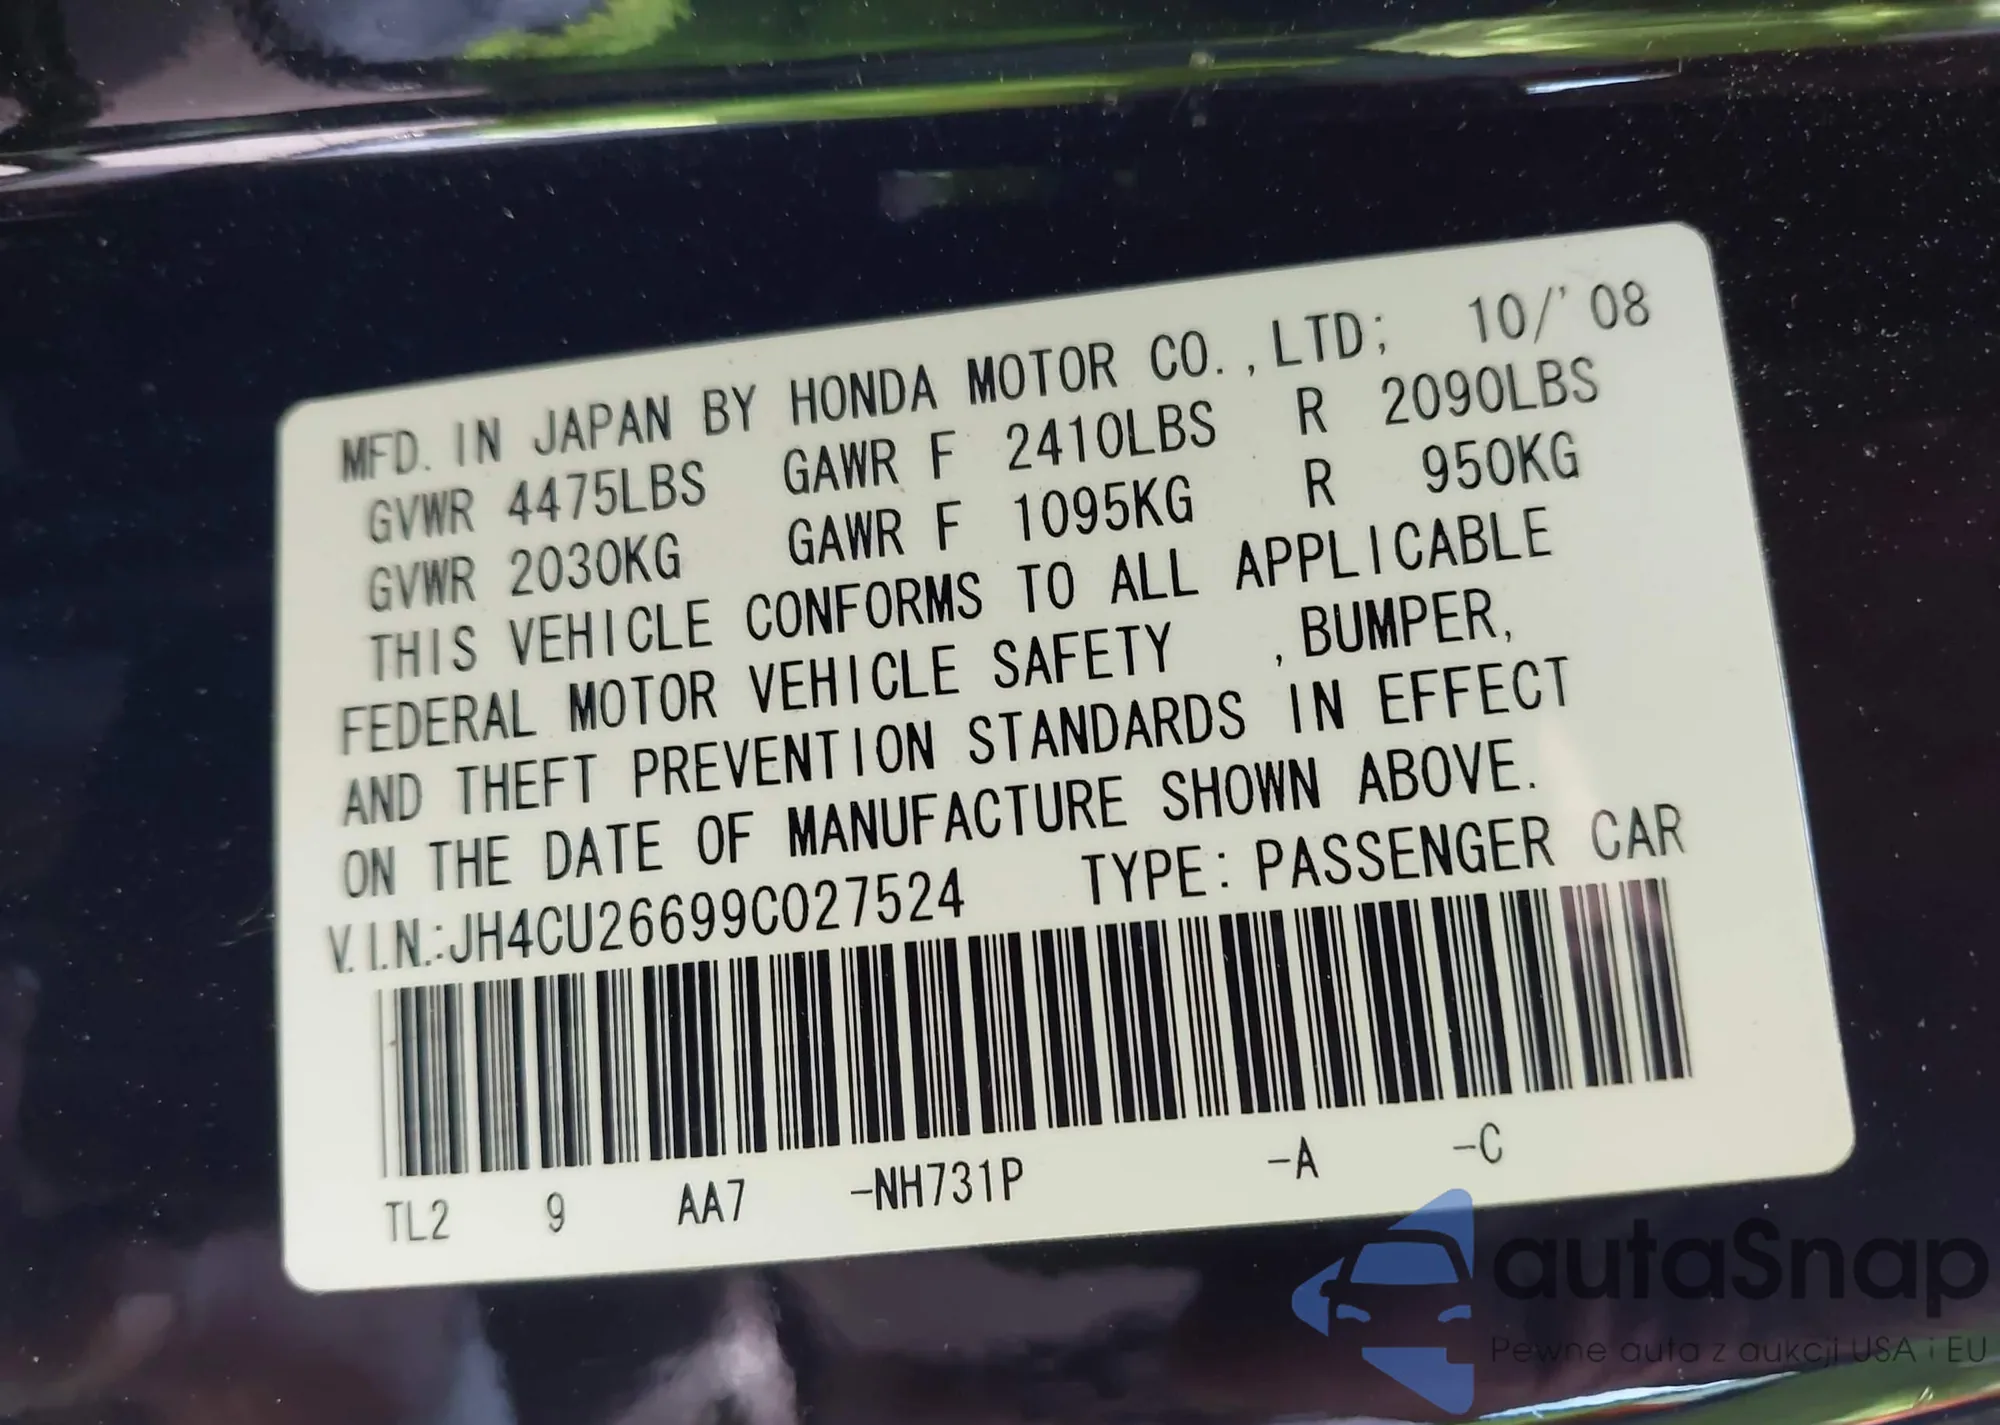 MFD. IN JAPAN BY HONDA MOTOR CO.,LTD; 10/'08
GVWR 4475LBS GAWR F 2410LBS R 2090LBS
GVWR 2030KG GAWR F 1095KG R 950KG
THIS VEHICLE CONFORMS TO ALL APPLICABLE
FEDERAL MOTOR VEHICLE SAFETY ,BUMPER,
AND THEFT PREVENTION STANDARDS IN EFFECT
ON THE DATE OF MANUFACTURE SHOWN ABOVE.
V.I.N.:JH4CU26699C027524 TYPE:PASSENGER CAR
TL2 9 AA7 -NH731P -A -C
autaSnap
Pewne auta z aukcji USA i EU